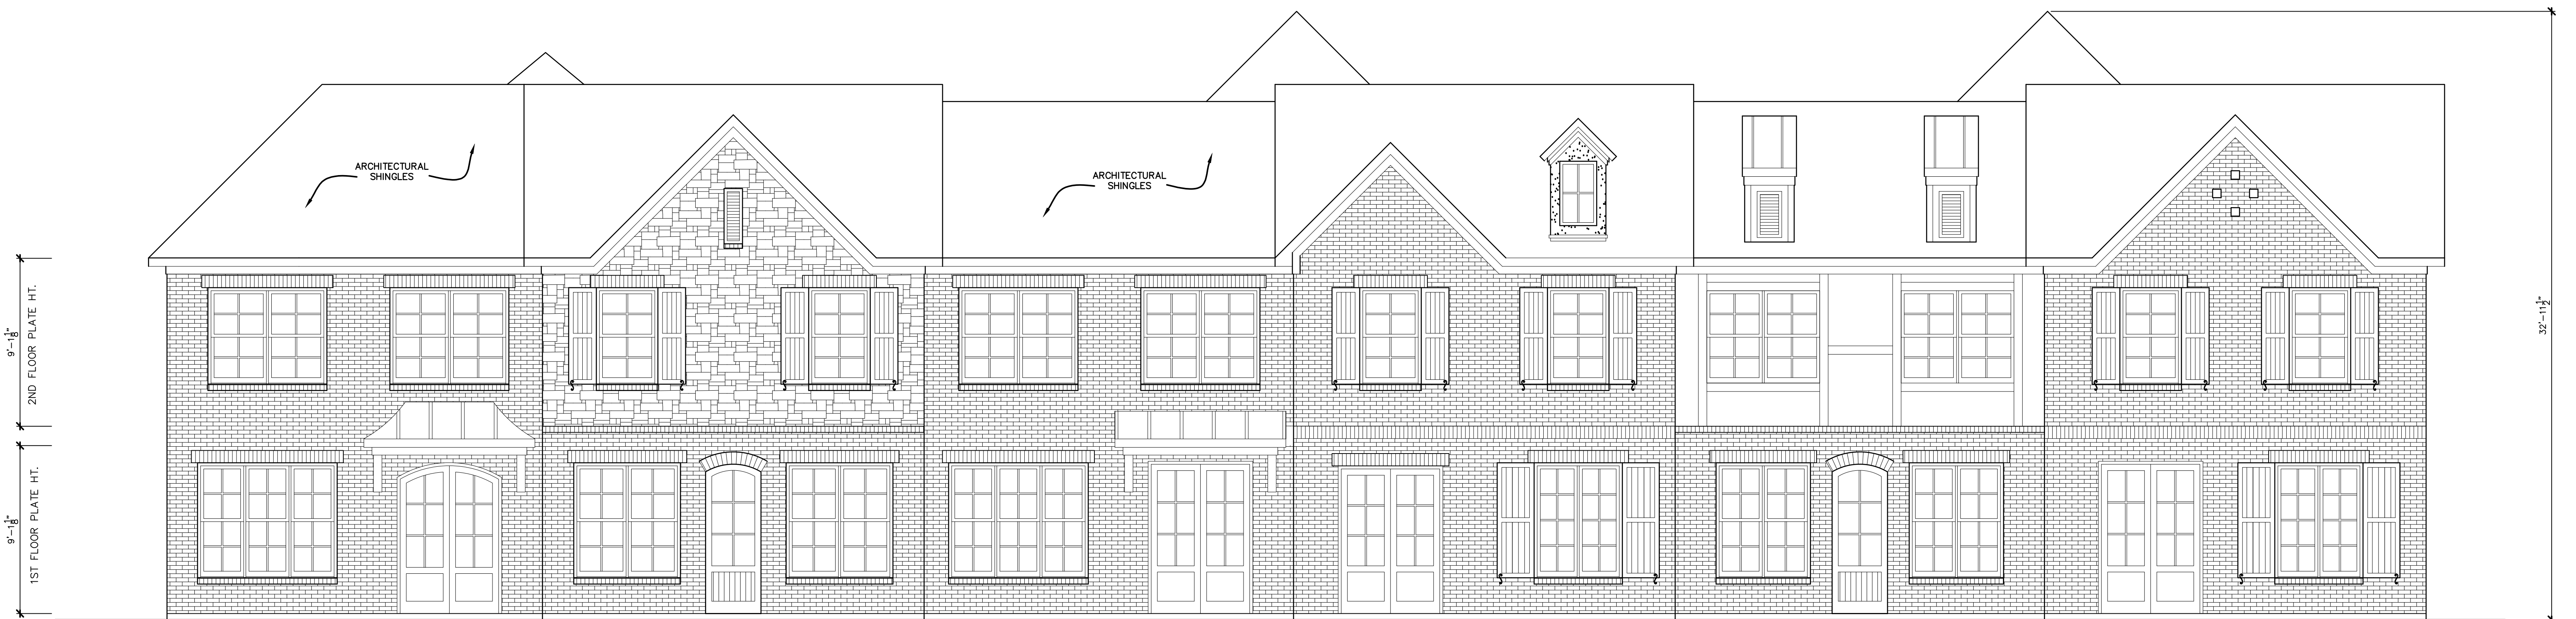 ARCHITECTURAL
SHINGLES
ARCHITECTURAL
SHINGLES
9'-1 1/8"
2ND FLOOR PLATE HT.
9'-1 1/8"
1ST FLOOR PLATE HT.
32'-11 1/2"